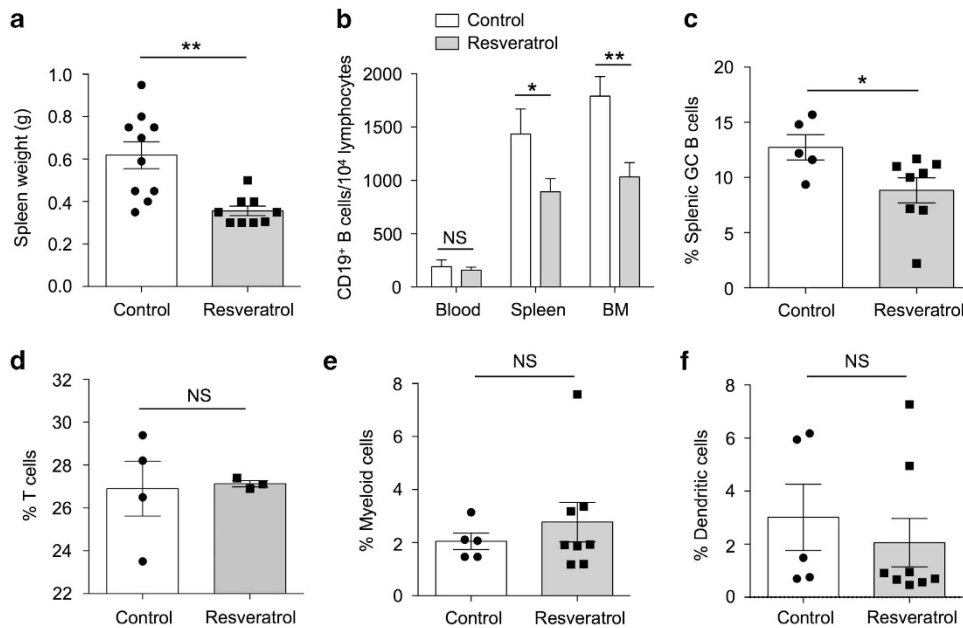 a
**
Spleen weight (g)
1.0
0.8
0.6
0.4
0.2
0.0
Control
Resveratrol
b
Control
Resveratrol
CD19⁺ B cells/10⁴ lymphocytes
2000
1500
1000
500
0
NS
*
**
Blood
Spleen
BM
c
*
% Splenic GC B cells
20
15
10
5
0
Control
Resveratrol
d
NS
% T cells
32
30
28
26
24
22
Control
Resveratrol
e
NS
% Myeloid cells
8
6
4
2
0
Control
Resveratrol
f
NS
% Dendritic cells
8
6
4
2
0
Control
Resveratrol